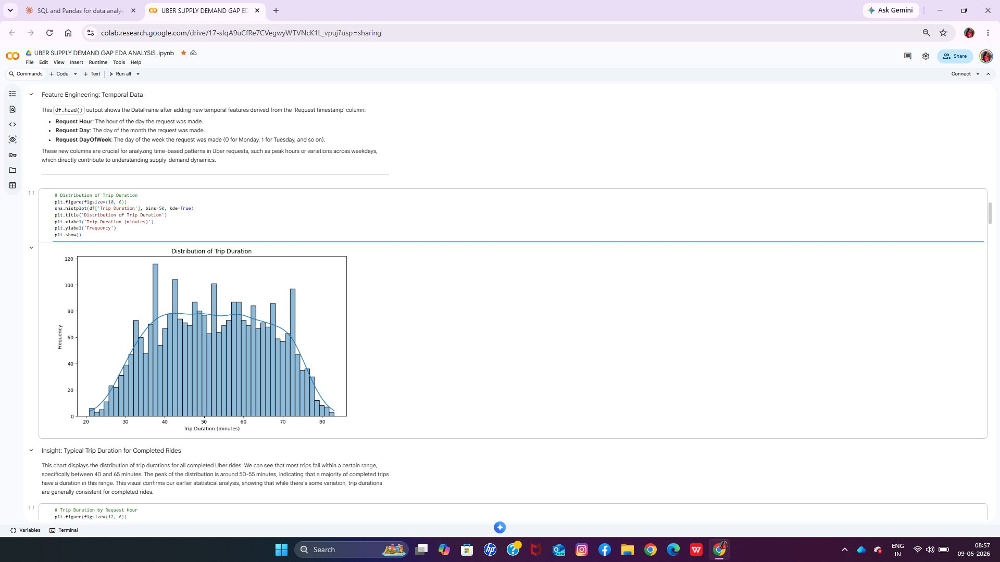 SQL and Pandas for data analys
UBER SUPPLY DEMAND GAP ED
Ask Gemini
colab.research.google.com/drive/17-slqA9uCfRe7CVegwyWTVNcK1L_vpuj?usp=sharing
UBER SUPPLY DEMAND GAP EDA ANALYSIS .ipynb
File Edit View Insert Runtime Tools Help
Share
Commands + Code + Text Run all
Connect
Feature Engineering: Temporal Data
This df.head() output shows the DataFrame after adding new temporal features derived from the 'Request timestamp' column:
• Request Hour: The hour of the day the request was made.
• Request Day: The day of the month the request was made.
• Request DayOfWeek: The day of the week the request was made (0 for Monday, 1 for Tuesday, and so on).
These new columns are crucial for analyzing time-based patterns in Uber requests, such as peak hours or variations across weekdays,
which directly contribute to understanding supply-demand dynamics.
[ ]
# Distribution of Trip Duration
plt.figure(figsize=(10, 6))
sns.histplot(df['Trip Duration'], bins=50, kde=True)
plt.title('Distribution of Trip Duration')
plt.xlabel('Trip Duration (minutes)')
plt.ylabel('Frequency')
plt.show()
Distribution of Trip Duration
120
100
80
60
40
20
0
Frequency
20 30 40 50 60 70 80
Trip Duration (minutes)
Insight: Typical Trip Duration for Completed Rides
This chart displays the distribution of trip durations for all completed Uber rides. We can see that most trips fall within a certain range,
specifically between 40 and 65 minutes. The peak of the distribution is around 50-55 minutes, indicating that a majority of completed trips
have a duration in this range. This visual confirms our earlier statistical analysis, showing that while there's some variation, trip durations
are generally consistent for completed rides.
[ ]
# Trip Duration by Request Hour
plt.figure(figsize=(12, 6))
Variables Terminal
Search
ENG
IN
08:57
09-06-2026